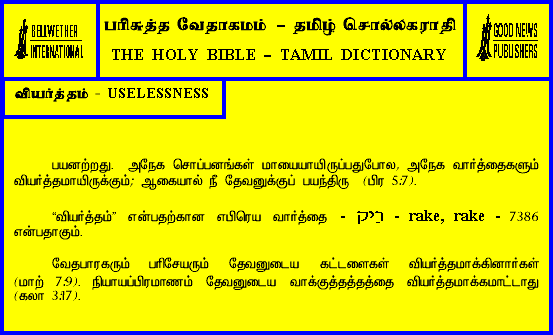 BELLWETHER
INTERNATIONAL
பரிசுத்த வேதாகமம் – தமிழ் சொல்லகராதி
THE HOLY BIBLE – TAMIL DICTIONARY
GOOD NEWS
PUBLISHERS
வியர்த்தம் - USELESSNESS
பயனற்றது. அநேக சொப்பனங்கள் மாயையாயிருப்பதுபோல, அநேக வார்த்தைகளும்
வியர்த்தமாயிருக்கும்; ஆகையால் நீ தேவனுக்குப் பயந்திரு (பிர 5:7).
“வியர்த்தம்” என்பதற்கான எபிரெய வார்த்தை - רִיק - rake, rake - 7386
என்பதாகும்.
வேதபாரகரும் பரிசேயரும் தேவனுடைய கட்டளைகள் வியர்த்தமாக்கினார்கள்
(மாற் 7:9). நியாயப்பிரமாணம் தேவனுடைய வாக்குத்தத்தத்தை வியர்த்தமாக்கமாட்டாது
(கலா 3:17).